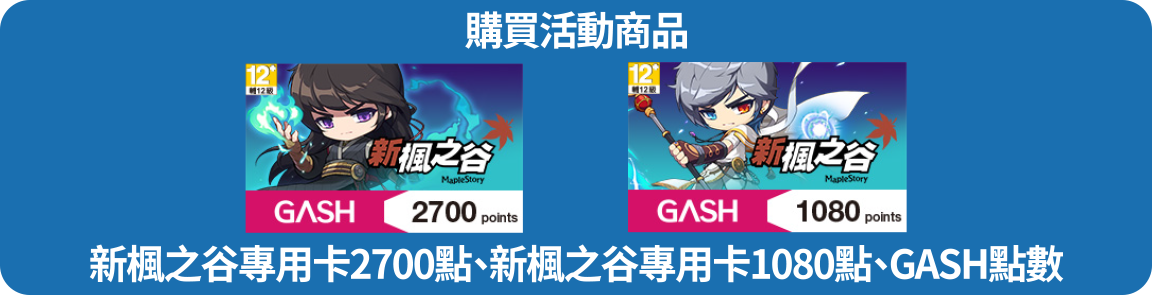 購買活動商品
12+
輔12級
新楓之谷
MapleStory
GASH
2700 points
12+
輔12級
新楓之谷
MapleStory
GASH
1080 points
新楓之谷專用卡2700點、新楓之谷專用卡1080點、GASH點數